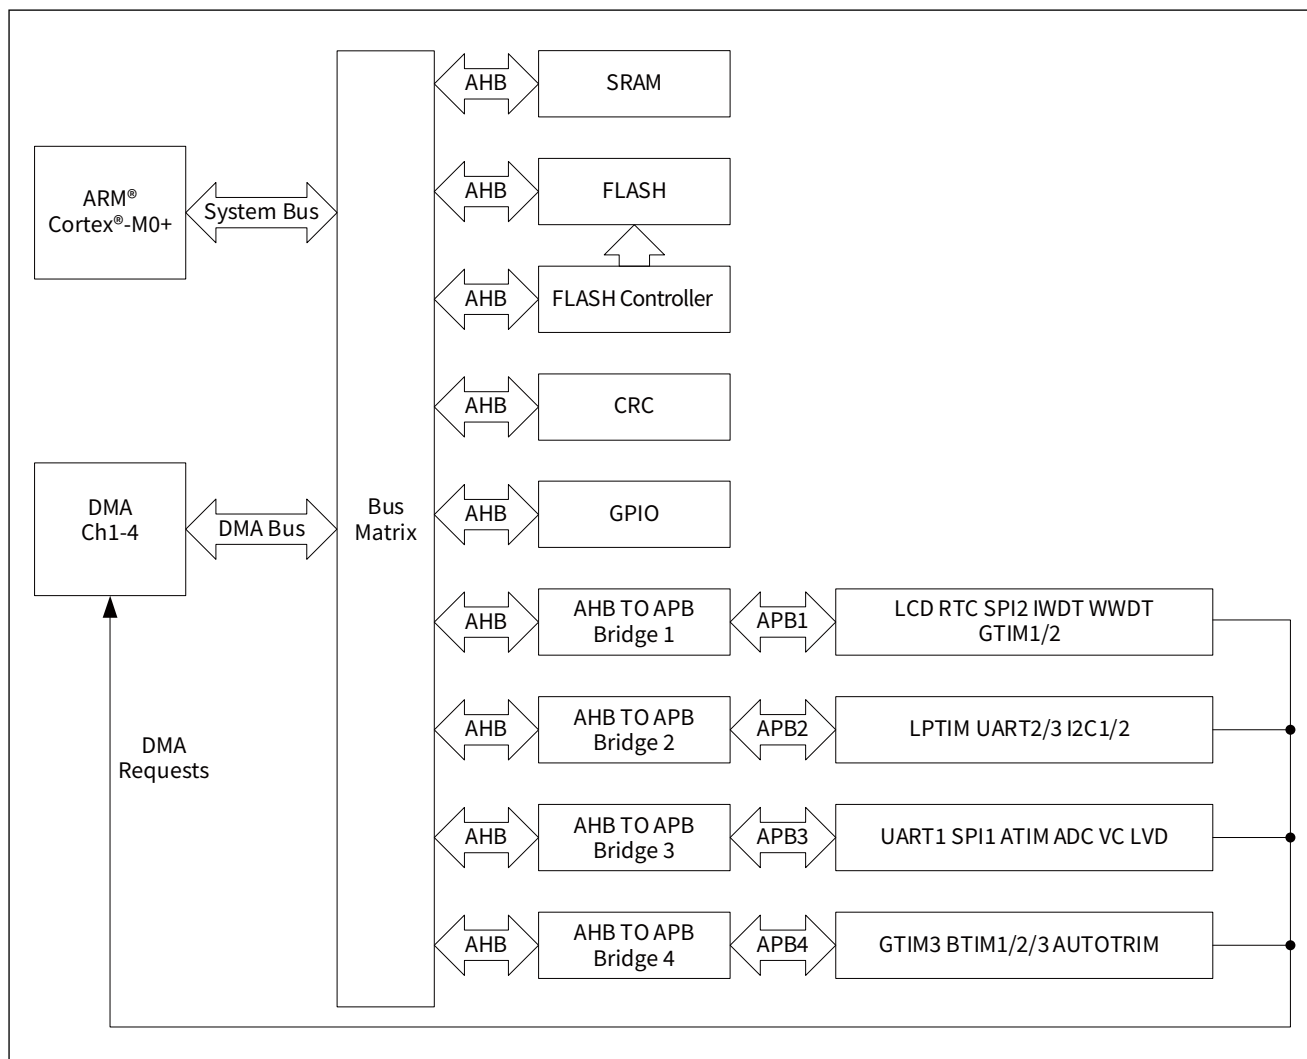 AHB
SRAM
ARM®
Cortex®-M0+
System Bus
AHB
FLASH
AHB
FLASH Controller
AHB
CRC
DMA
Ch1-4
DMA Bus
Bus
Matrix
AHB
GPIO
AHB
AHB TO APB
Bridge 1
APB1
LCD RTC SPI2 IWDT WWDT
GTIM1/2
AHB
AHB TO APB
Bridge 2
APB2
LPTIM UART2/3 I2C1/2
DMA
Requests
AHB
AHB TO APB
Bridge 3
APB3
UART1 SPI1 ATIM ADC VC LVD
AHB
AHB TO APB
Bridge 4
APB4
GTIM3 BTIM1/2/3 AUTOTRIM